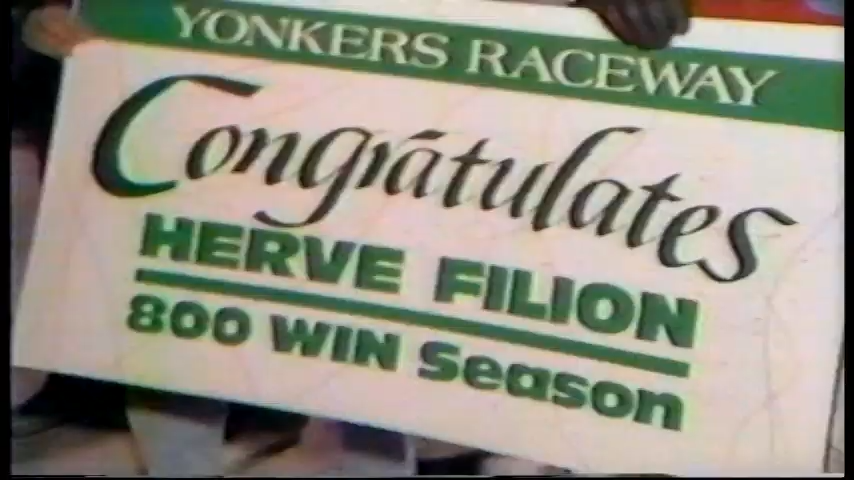 YONKERS RACEWAY
Congratulates
HERVE FILION
800 WIN Season